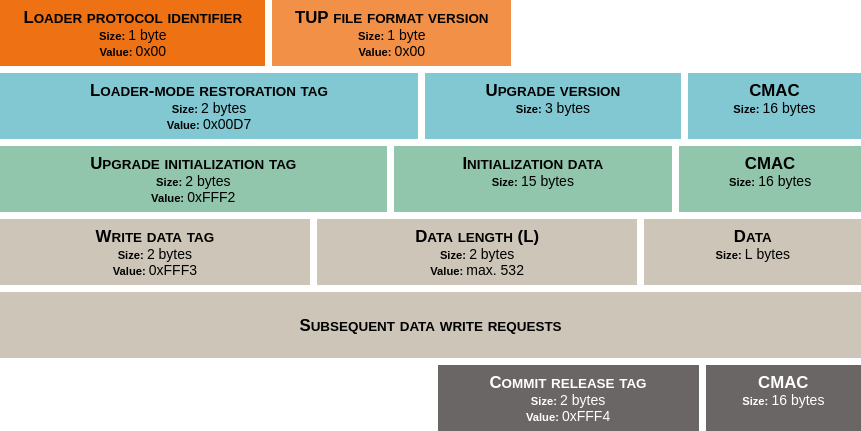 Loader protocol identifier
Size: 1 byte
Value: 0x00
TUP file format version
Size: 1 byte
Value: 0x00
Loader-mode restoration tag
Size: 2 bytes
Value: 0x00D7
Upgrade version
Size: 3 bytes
CMAC
Size: 16 bytes
Upgrade initialization tag
Size: 2 bytes
Value: 0xFFF2
Initialization data
Size: 15 bytes
CMAC
Size: 16 bytes
Write data tag
Size: 2 bytes
Value: 0xFFF3
Data length (L)
Size: 2 bytes
Value: max. 532
Data
Size: L bytes
Subsequent data write requests
Commit release tag
Size: 2 bytes
Value: 0xFFF4
CMAC
Size: 16 bytes